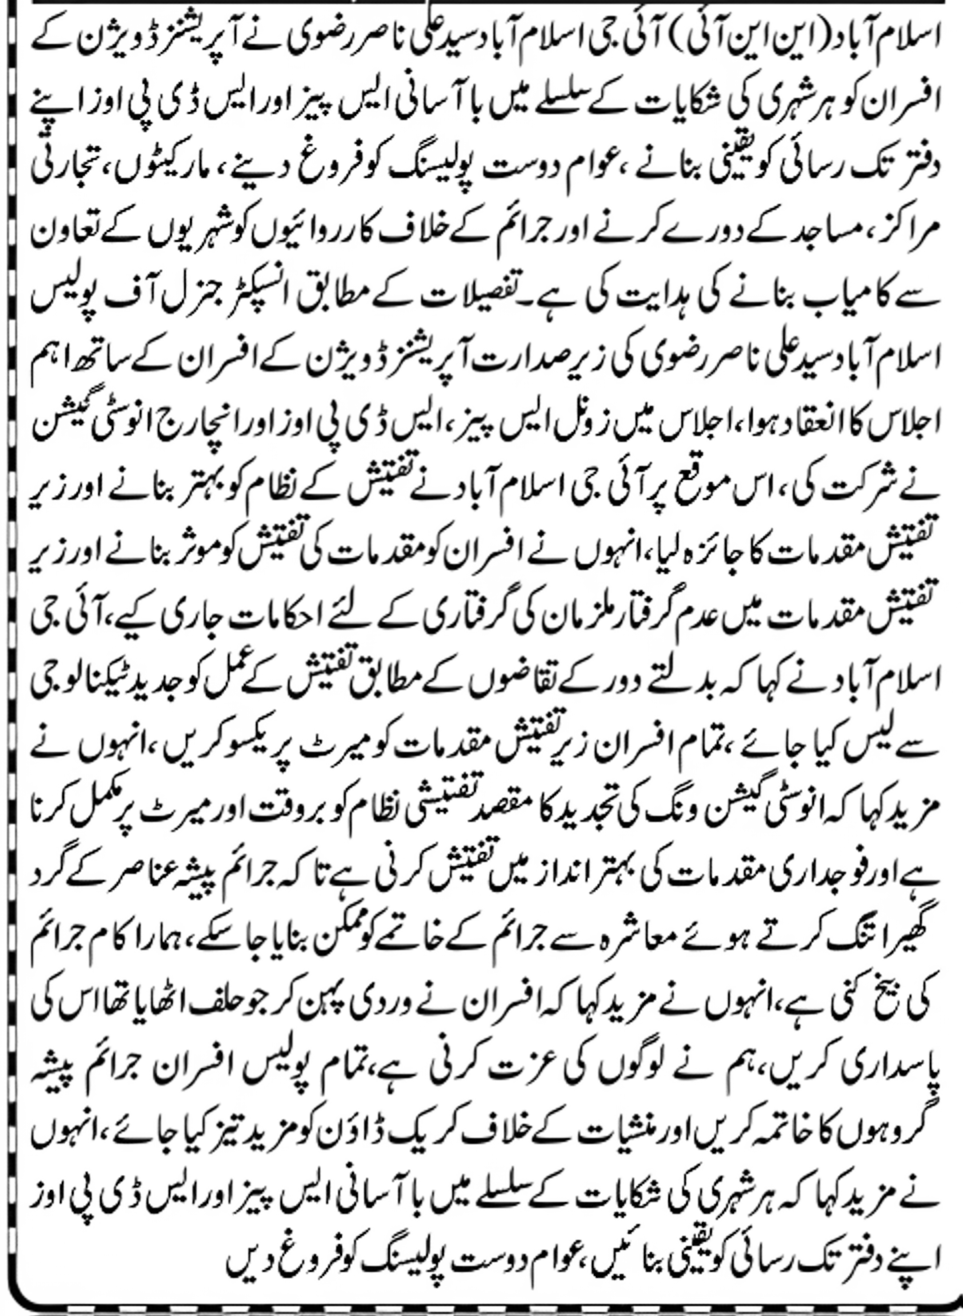 اسلام آباد (این این آئی) آئی جی اسلام آباد سید علی ناصر رضوی نے آپریشنز ڈویژن کے
افسران کو ہر شہری کی شکایات کے سلسلے میں با آسانی ایس پیز اور ایس ڈی پی اوز اپنے
دفتر تک رسائی کو یقینی بنانے ،عوام دوست پولیسنگ کو فروغ دینے، مارکیٹوں، تجارتی
مراکز، مساجد کے دورے کرنے اور جرائم کے خلاف کارروائیوں کو شہریوں کے تعاون
سے کامیاب بنانے کی ہدایت کی ہے۔ تفصیلات کے مطابق انسپکٹر جنرل آف پولیس
اسلام آباد سید علی ناصر رضوی کی زیر صدارت آپریشنز ڈویژن کے افسران کے ساتھ اہم
اجلاس کا انعقاد ہوا، اجلاس میں زونل ایس پیز، ایس ڈی پی اوز اور انچارج انوسٹی گیشن
نے شرکت کی، اس موقع پر آئی جی اسلام آباد نے تفتیش کے نظام کو بہتر بنانے اور زیر
تفتیش مقدمات کا جائزہ لیا، انہوں نے افسران کو مقدمات کی تفتیش کو موثر بنانے اور زیر
تفتیش مقدمات میں عدم گرفتار ملزمان کی گرفتاری کے لئے احکامات جاری کیے، آئی جی
اسلام آباد نے کہا کہ بدلتے دور کے تقاضوں کے مطابق تفتیش کے عمل کو جدید ٹیکنالوجی
سے لیس کیا جائے ،تمام افسران زیر تفتیش مقدمات کو میرٹ پر یکسو کریں ،انہوں نے
مزید کہا کہ انوسٹی گیشن ونگ کی تجدید کا مقصد تفتیشی نظام کو بروقت اور میرٹ پر مکمل کرنا
ہے اور فوجداری مقدمات کی بہتر انداز میں تفتیش کرنی ہے تا کہ جرائم پیشہ عناصر کے گرد
گھیرا تنگ کرتے ہوئے معاشرہ سے جرائم کے خاتمے کو ممکن بنایا جا سکے، ہمارا کام جرائم
کی بیخ کنی ہے، انہوں نے مزید کہا کہ افسران نے وردی پہن کر جو حلف اٹھایا تھا اس کی
پاسداری کریں، ہم نے لوگوں کی عزت کرنی ہے، تمام پولیس افسران جرائم پیشہ
گروہوں کا خاتمہ کریں اور منشیات کے خلاف کریک ڈاؤن کو مزید تیز کیا جائے ،انہوں
نے مزید کہا کہ ہر شہری کی شکایات کے سلسلے میں با آسانی ایس پیز اور ایس ڈی پی اوز
اپنے دفتر تک رسائی کو یقینی بنائیں، عوام دوست پولیسنگ کو فروغ دیں